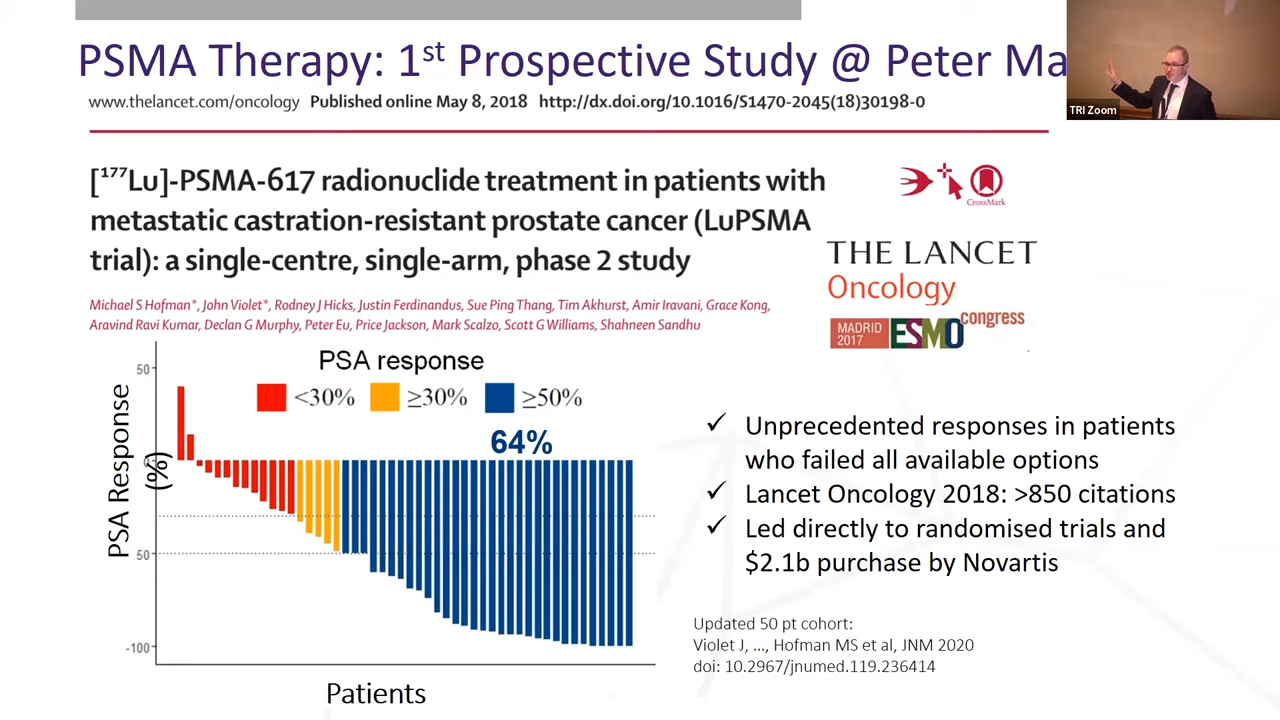 PSMA Therapy: 1st Prospective Study @ Peter Ma
TRI Zoom
www.thelancet.com/oncology Published online May 8, 2018 http://dx.doi.org/10.1016/S1470-2045(18)30198-0
[¹⁷⁷Lu]-PSMA-617 radionuclide treatment in patients with
metastatic castration-resistant prostate cancer (LuPSMA
trial): a single-centre, single-arm, phase 2 study
CrossMark
THE LANCET
Oncology
Michael S Hofman*, John Violet*, Rodney J Hicks, Justin Ferdinandus, Sue Ping Thang, Tim Akhurst, Amir Iravani, Grace Kong,
Aravind Ravi Kumar, Declan G Murphy, Peter Eu, Price Jackson, Mark Scalzo, Scott G Williams, Shahneen Sandhu
MADRID
2017
ESMO congress
PSA response
<30% ≥30% ≥50%
64%
50
0
50
-100
PSA Response
(%)
Patients
✓ Unprecedented responses in patients
who failed all available options
✓ Lancet Oncology 2018: >850 citations
✓ Led directly to randomised trials and
$2.1b purchase by Novartis
Updated 50 pt cohort:
Violet J, ..., Hofman MS et al, JNM 2020
doi: 10.2967/jnumed.119.236414